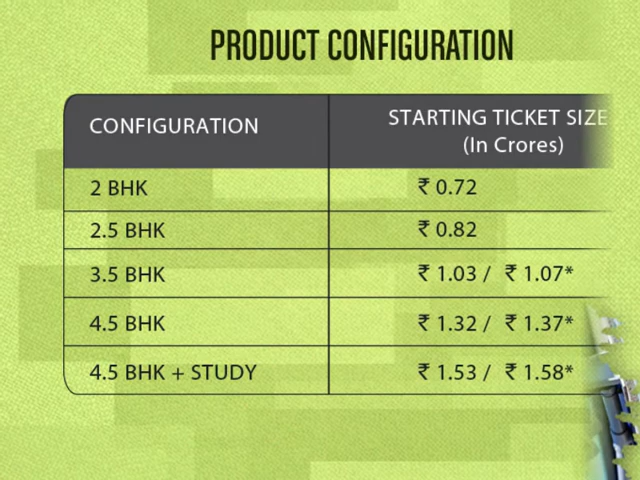 PRODUCT CONFIGURATION
CONFIGURATION
STARTING TICKET SIZE
(In Crores)
2 BHK ₹ 0.72
2.5 BHK ₹ 0.82
3.5 BHK ₹ 1.03 / ₹ 1.07*
4.5 BHK ₹ 1.32 / ₹ 1.37*
4.5 BHK + STUDY ₹ 1.53 / ₹ 1.58*